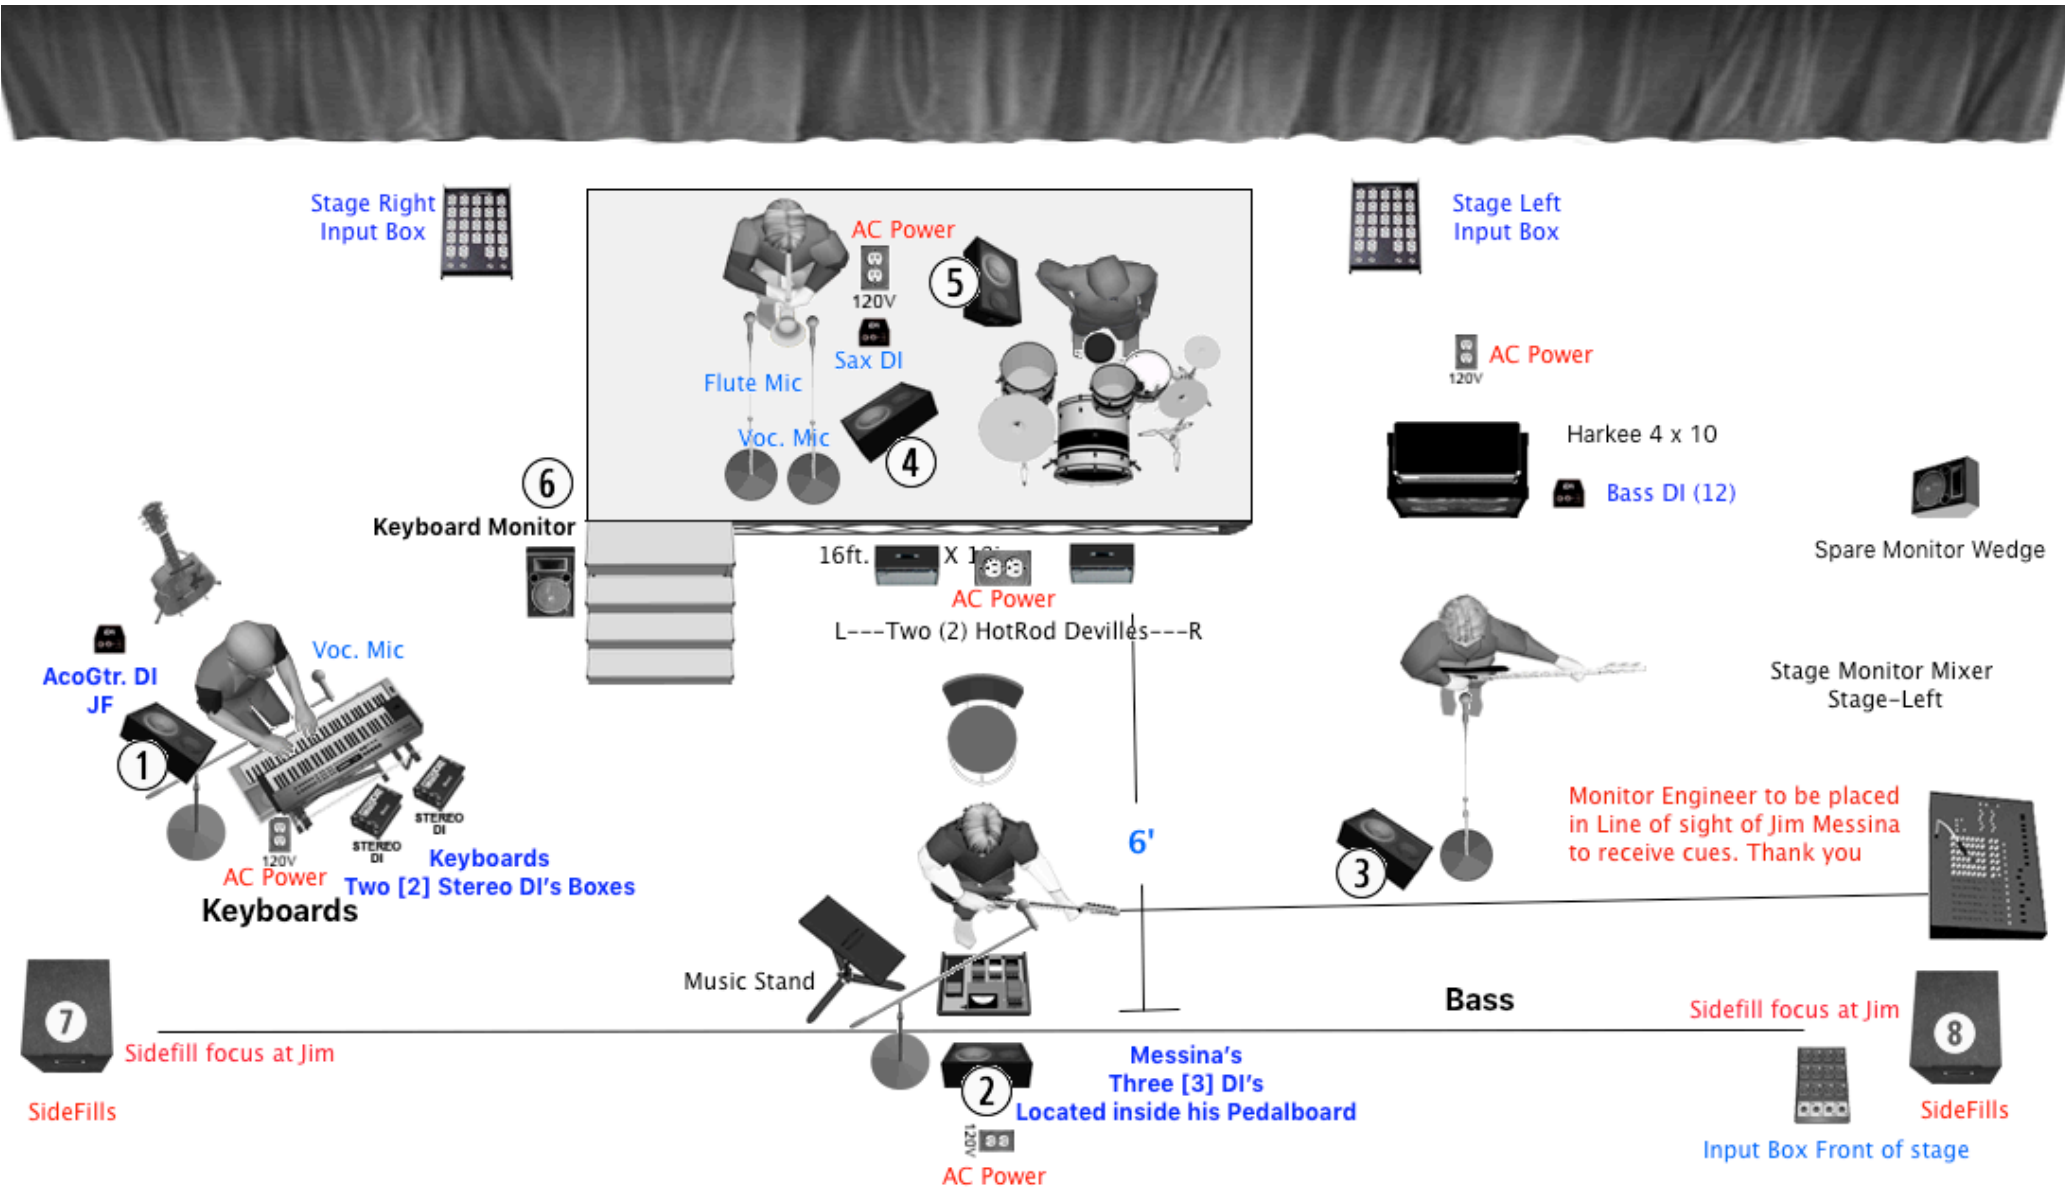 Stage Right
Input Box
AC Power
120V
5
Sax DI
Flute Mic
Voc. Mic
4
Stage Left
Input Box
AC Power
120V
Harkee 4 x 10
Bass DI (12)
Spare Monitor Wedge
6
Keyboard Monitor
16ft. X
AC Power
L---Two (2) HotRod Devilles---R
AcoGtr. DI
JF
Voc. Mic
1
STEREO
DI
STEREO
DI
120V
AC Power
Keyboards
Two [2] Stereo DI's Boxes
Keyboards
Stage Monitor Mixer
Stage-Left
Monitor Engineer to be placed
in Line of sight of Jim Messina
to receive cues. Thank you
6'
3
Music Stand
Bass
7
Sidefill focus at Jim
SideFills
Sidefill focus at Jim
8
SideFills
Messina's
Three [3] DI's
Located inside his Pedalboard
2
120V
AC Power
Input Box Front of stage